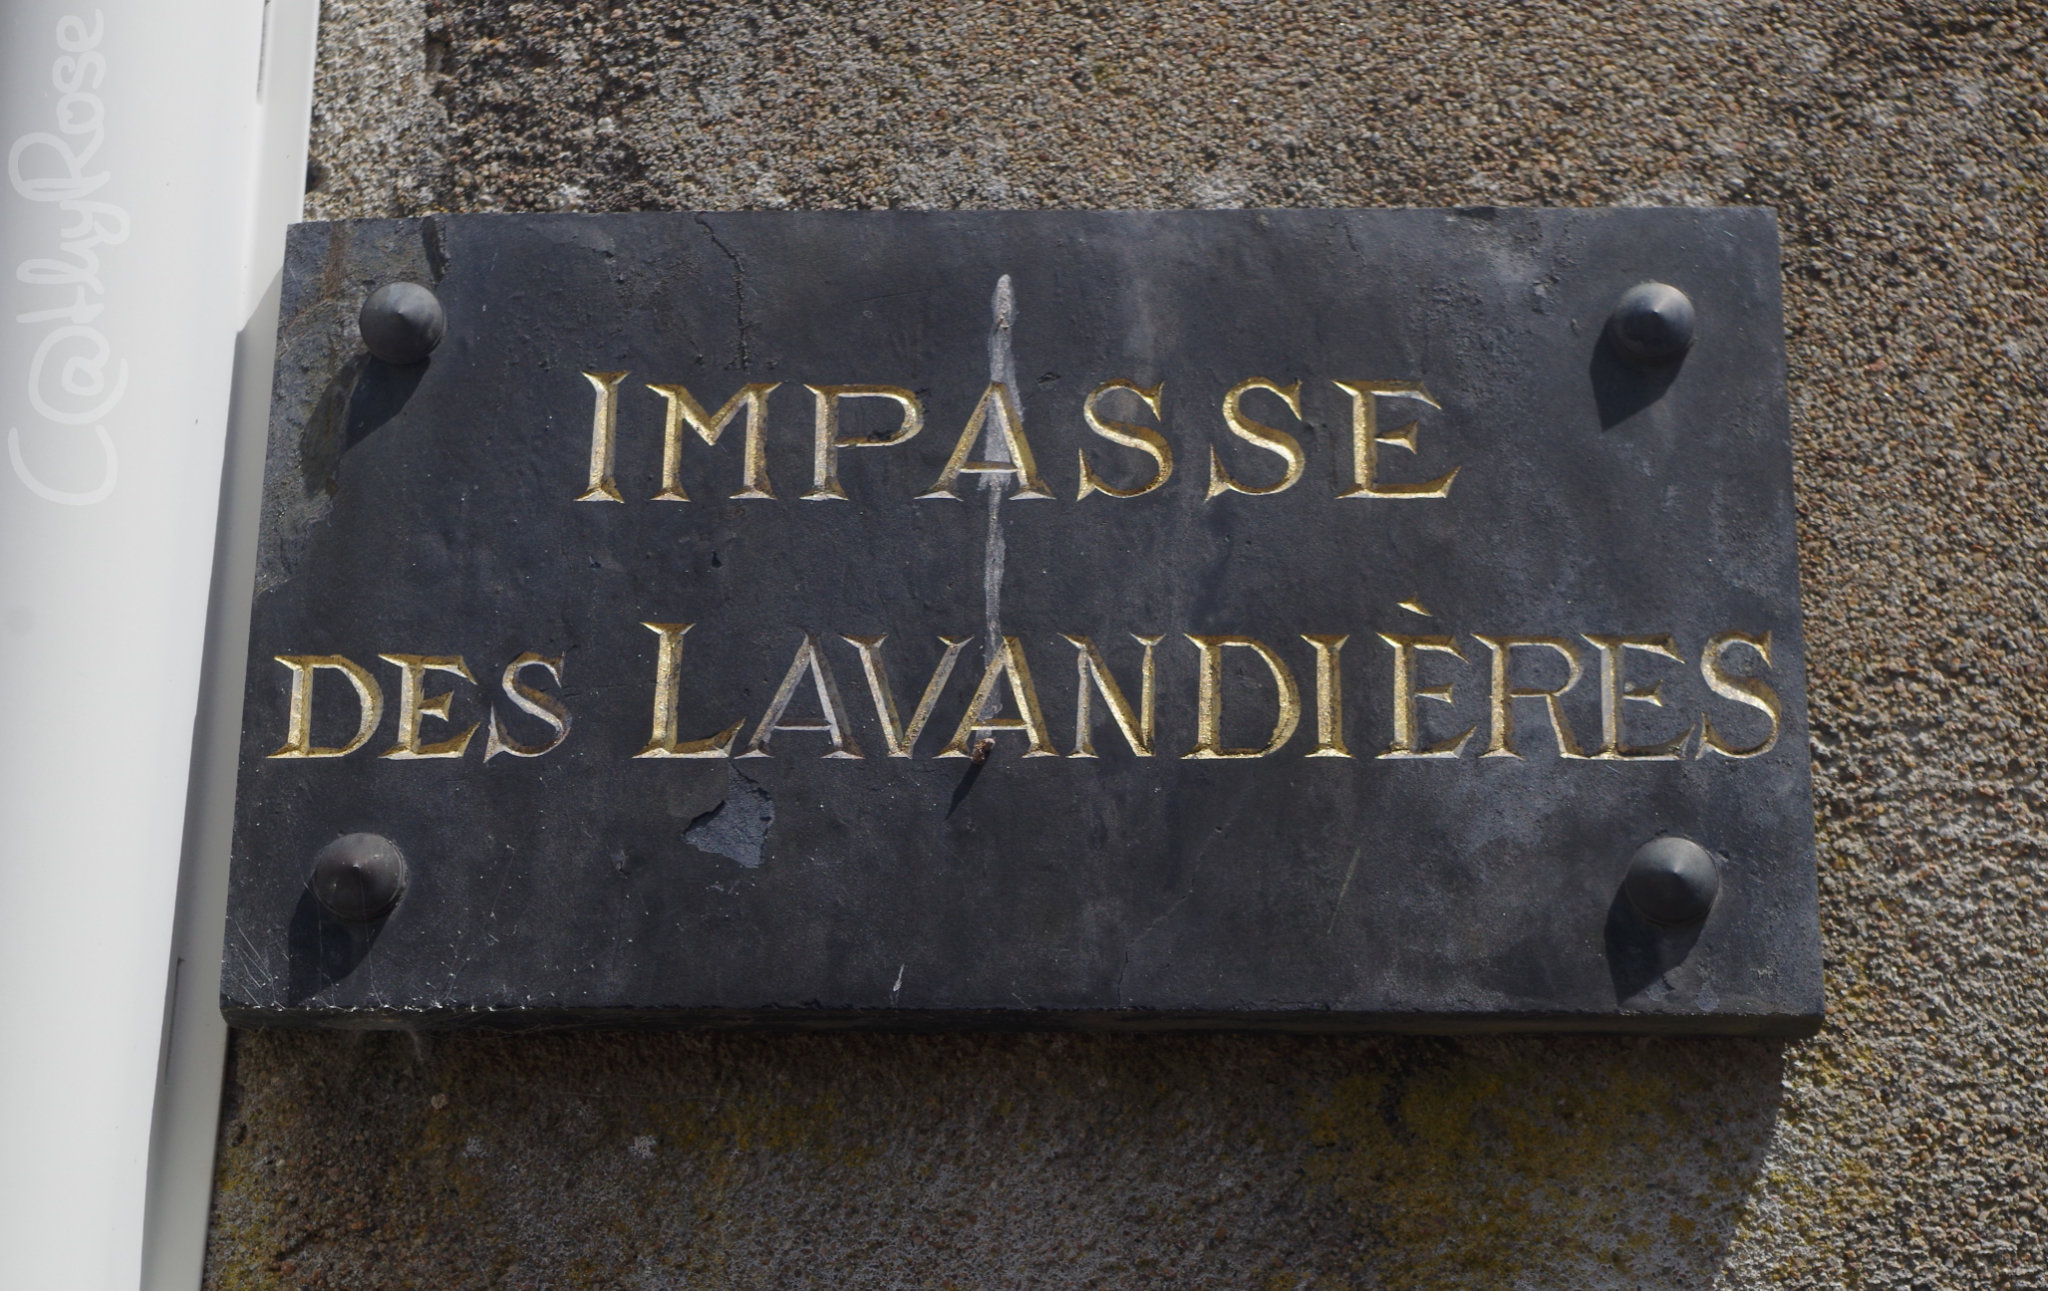 IMPASSE
DES LAVANDIÈRES
C@thyRose